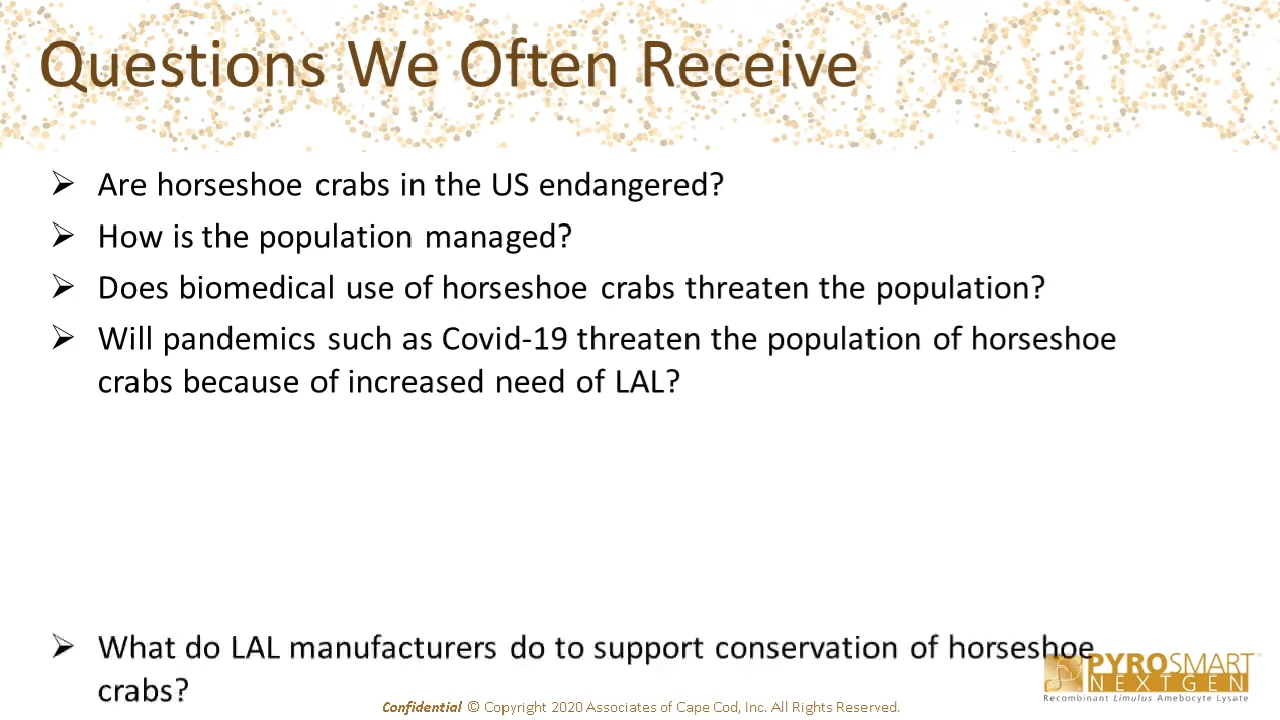 Questions We Often Receive
➢ Are horseshoe crabs in the US endangered?
➢ How is the population managed?
➢ Does biomedical use of horseshoe crabs threaten the population?
➢ Will pandemics such as Covid-19 threaten the population of horseshoe
crabs because of increased need of LAL?
➢ What do LAL manufacturers do to support conservation of horseshoe
crabs?
PYROSMART™
NEXTGEN
Recombinant Limulus Amebocyte Lysate
Confidential © Copyright 2020 Associates of Cape Cod, Inc. All Rights Reserved.